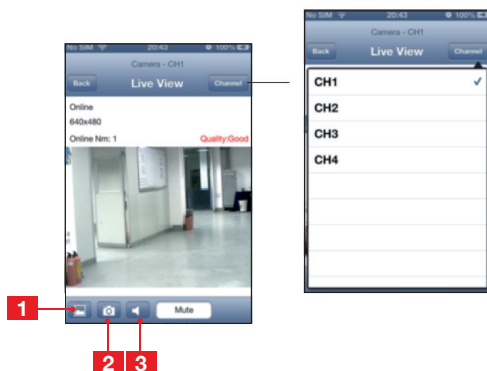 No SIM 20:43 100%
Camera - CH1
Back Live View Channel
Online
640x480
Online Nm: 1 Quality:Good
Mute
1
2 3
No SIM 20:43 100%
Camera - CH1
Back Live View Channel
CH1
CH2
CH3
CH4